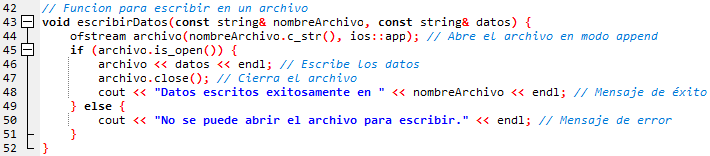 42 // Funcion para escribir en un archivo
43 void escribirDatos(const string& nombreArchivo, const string& datos) {
44 ofstream archivo(nombreArchivo.c_str(), ios::app); // Abre el archivo en modo append
45 if (archivo.is_open()) {
46 archivo << datos << endl; // Escribe los datos
47 archivo.close(); // Cierra el archivo
48 cout << "Datos escritos exitosamente en " << nombreArchivo << endl; // Mensaje de éxito
49 } else {
50 cout << "No se puede abrir el archivo para escribir." << endl; // Mensaje de error
51 }
52 }